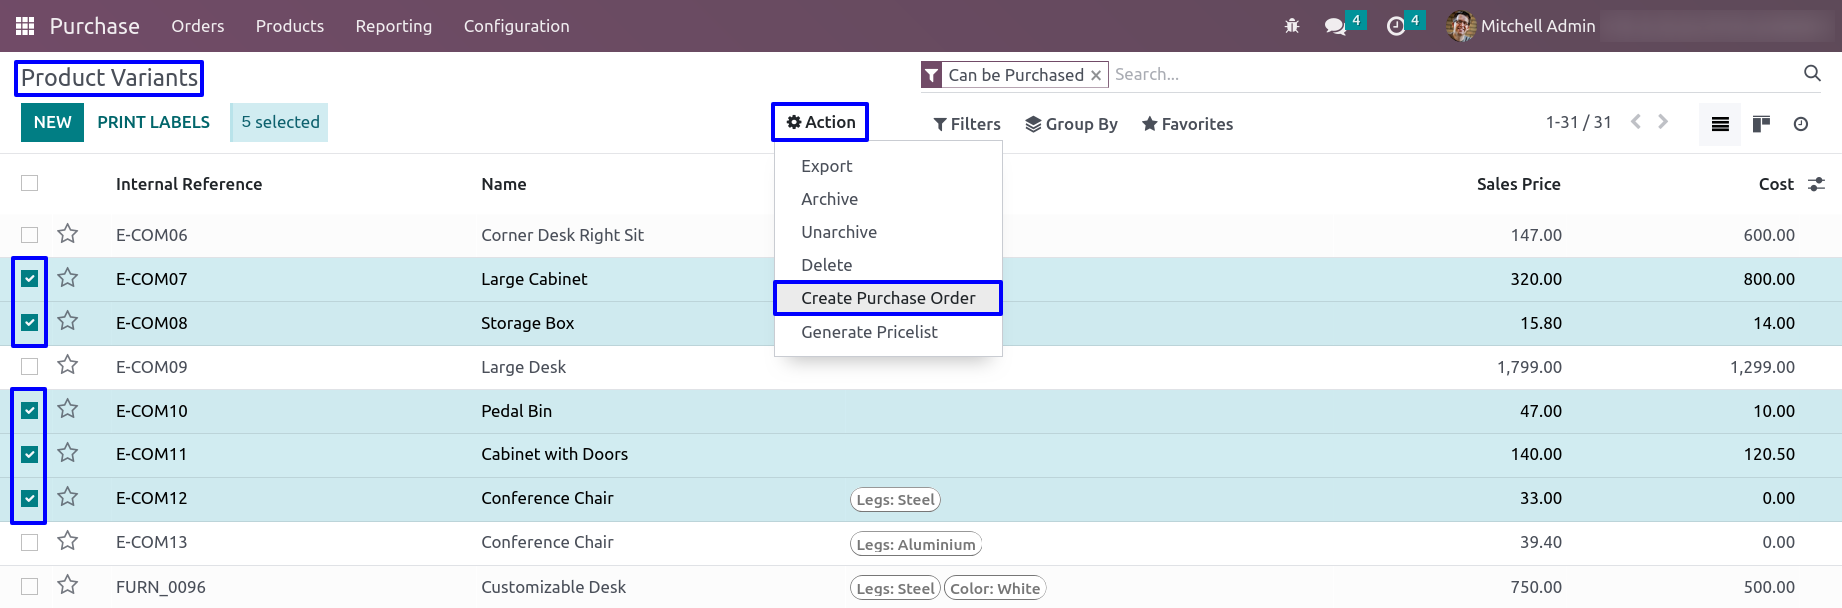 Purchase Orders Products Reporting Configuration 4 4 Mitchell Admin
Product Variants Can be Purchased × Search...
NEW PRINT LABELS 5 selected Action Filters Group By Favorites 1-31 / 31
Export
Archive
Unarchive
Delete
Create Purchase Order
Generate Pricelist
Internal Reference Name Sales Price Cost
E-COM06 Corner Desk Right Sit 147.00 600.00
E-COM07 Large Cabinet 320.00 800.00
E-COM08 Storage Box 15.80 14.00
E-COM09 Large Desk 1,799.00 1,299.00
E-COM10 Pedal Bin 47.00 10.00
E-COM11 Cabinet with Doors 140.00 120.50
E-COM12 Conference Chair Legs: Steel 33.00 0.00
E-COM13 Conference Chair Legs: Aluminium 39.40 0.00
FURN_0096 Customizable Desk Legs: Steel Color: White 750.00 500.00